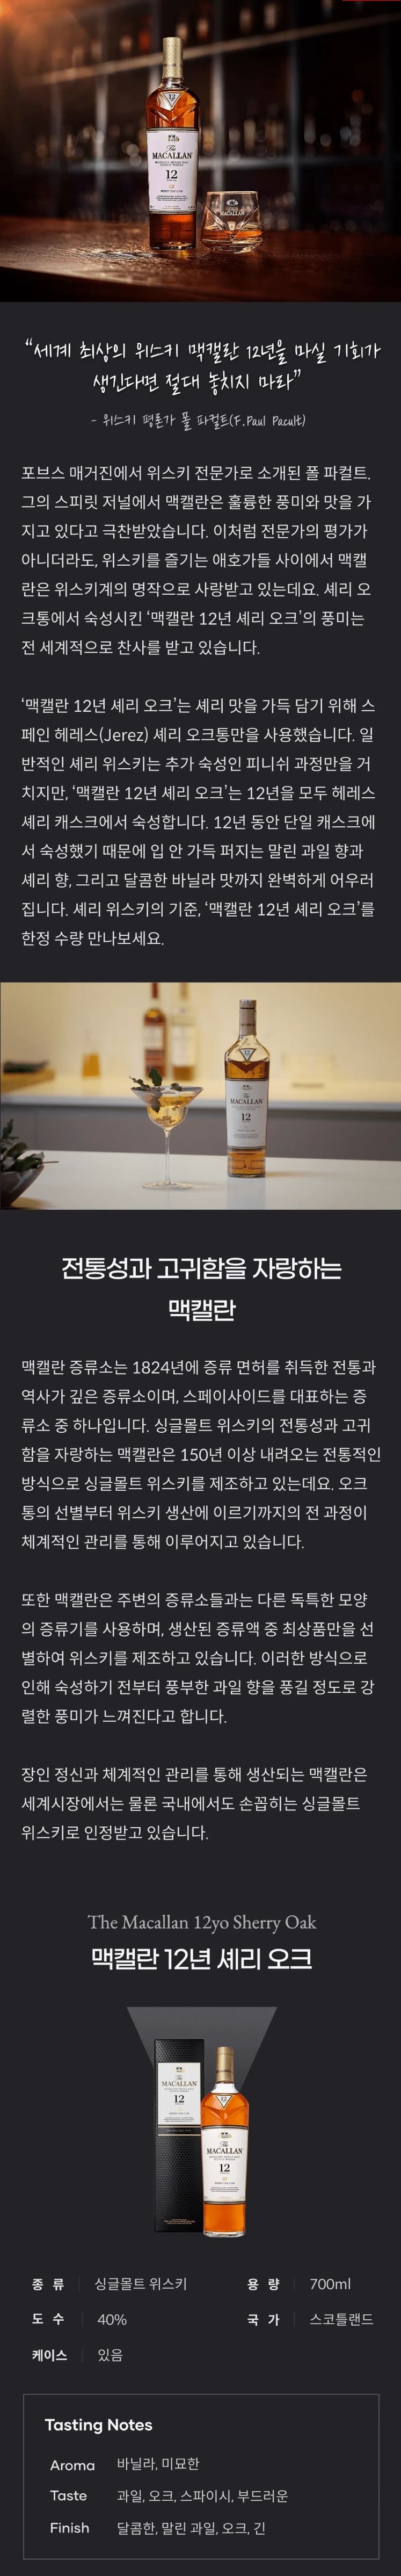 12
The
MACALLAN
12
MACALLAN
“세계 최상의 위스키 맥캘란 12년을 마실 기회가
생긴다면 절대 놓치지 마라”
- 위스키 평론가 폴 파컬트(F.Paul Pacult)
포브스 매거진에서 위스키 전문가로 소개된 폴 파컬트.
그의 스피릿 저널에서 맥캘란은 훌륭한 풍미와 맛을 가
지고 있다고 극찬받았습니다. 이처럼 전문가의 평가가
아니더라도, 위스키를 즐기는 애호가들 사이에서 맥캘
란은 위스키계의 명작으로 사랑받고 있는데요. 셰리 오
크통에서 숙성시킨 ‘맥캘란 12년 셰리 오크’의 풍미는
전 세계적으로 찬사를 받고 있습니다.
‘맥캘란 12년 셰리 오크’는 셰리 맛을 가득 담기 위해 스
페인 헤레스(Jerez) 셰리 오크통만을 사용했습니다. 일
반적인 셰리 위스키는 추가 숙성인 피니쉬 과정만을 거
치지만, ‘맥캘란 12년 셰리 오크’는 12년을 모두 헤레스
셰리 캐스크에서 숙성합니다. 12년 동안 단일 캐스크에
서 숙성했기 때문에 입 안 가득 퍼지는 말린 과일 향과
셰리 향, 그리고 달콤한 바닐라 맛까지 완벽하게 어우러
집니다. 셰리 위스키의 기준, ‘맥캘란 12년 셰리 오크’를
한정 수량 만나보세요.
The
MACALLAN
12
전통성과 고귀함을 자랑하는
맥캘란
맥캘란 증류소는 1824년에 증류 면허를 취득한 전통과
역사가 깊은 증류소이며, 스페이사이드를 대표하는 증
류소 중 하나입니다. 싱글몰트 위스키의 전통성과 고귀
함을 자랑하는 맥캘란은 150년 이상 내려오는 전통적인
방식으로 싱글몰트 위스키를 제조하고 있는데요. 오크
통의 선별부터 위스키 생산에 이르기까지의 전 과정이
체계적인 관리를 통해 이루어지고 있습니다.
또한 맥캘란은 주변의 증류소들과는 다른 독특한 모양
의 증류기를 사용하며, 생산된 증류액 중 최상품만을 선
별하여 위스키를 제조하고 있습니다. 이러한 방식으로
인해 숙성하기 전부터 풍부한 과일 향을 풍길 정도로 강
렬한 풍미가 느껴진다고 합니다.
장인 정신과 체계적인 관리를 통해 생산되는 맥캘란은
세계시장에서는 물론 국내에서도 손꼽히는 싱글몰트
위스키로 인정받고 있습니다.
The Macallan 12yo Sherry Oak
맥캘란 12년 셰리 오크
The
MACALLAN
12
The
MACALLAN
12
종 류 싱글몰트 위스키 용 량 700ml
도 수 40% 국 가 스코틀랜드
케이스 있음
Tasting Notes
Aroma 바닐라, 미묘한
Taste 과일, 오크, 스파이시, 부드러운
Finish 달콤한, 말린 과일, 오크, 긴